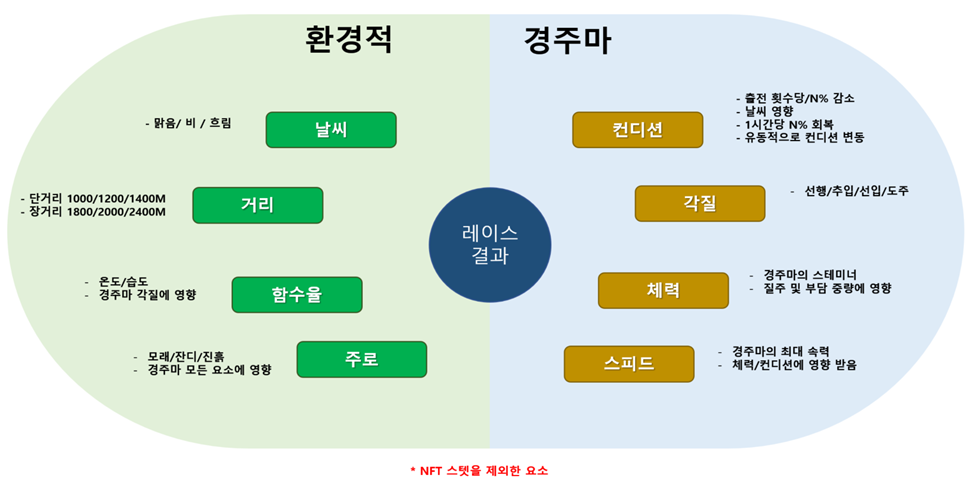 환경적
경주마
- 맑음/ 비 / 흐림
날씨
- 단거리 1000/1200/1400M
- 장거리 1800/2000/2400M
거리
- 온도/습도
- 경주마 각질에 영향
함수율
- 모래/잔디/진흙
- 경주마 모든 요소에 영향
주로
레이스
결과
컨디션
- 출전 횟수당/N% 감소
- 날씨 영향
- 1시간당 N% 회복
- 유동적으로 컨디션 변동
각질
- 선행/추입/선입/도주
체력
- 경주마의 스테미너
- 질주 및 부담 중량에 영향
스피드
- 경주마의 최대 속력
- 체력/컨디션에 영향 받음
* NFT 스텟을 제외한 요소